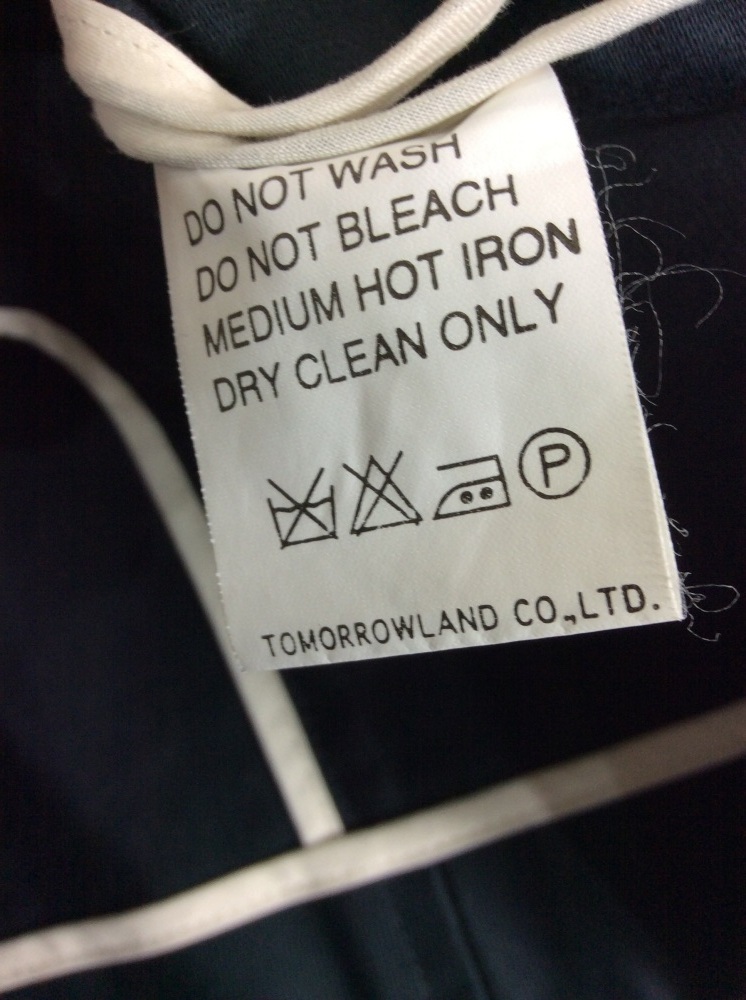 DO NOT WASH
DO NOT BLEACH
MEDIUM HOT IRON
DRY CLEAN ONLY
P
TOMORROWLAND CO.,LTD.